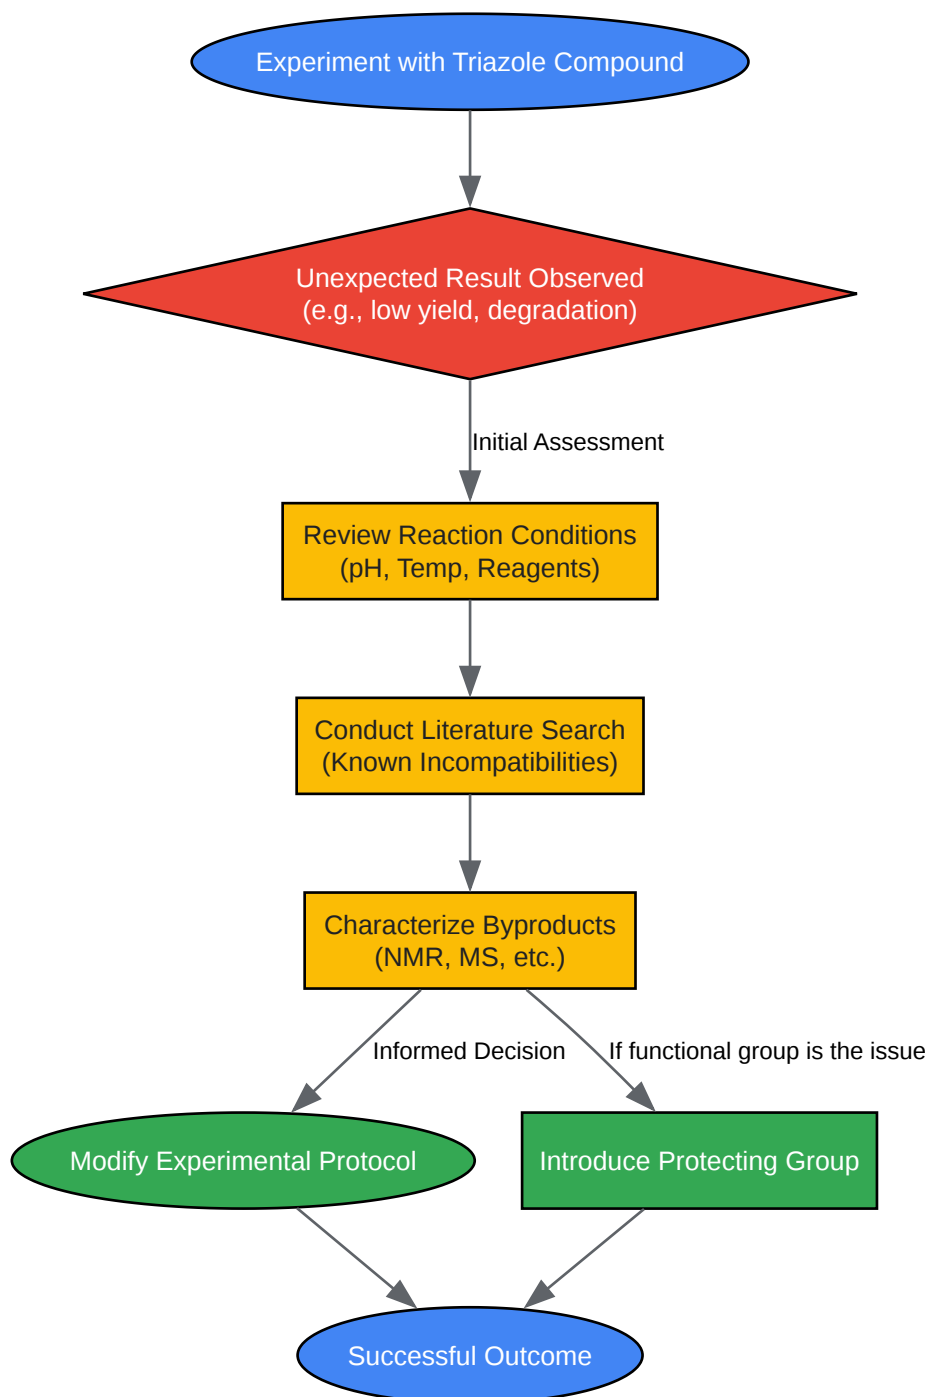 Experiment with Triazole Compound
Unexpected Result Observed
(e.g., low yield, degradation)
Initial Assessment
Review Reaction Conditions
(pH, Temp, Reagents)
Conduct Literature Search
(Known Incompatibilities)
Characterize Byproducts
(NMR, MS, etc.)
Informed Decision
If functional group is the issue
Modify Experimental Protocol
Introduce Protecting Group
Successful Outcome